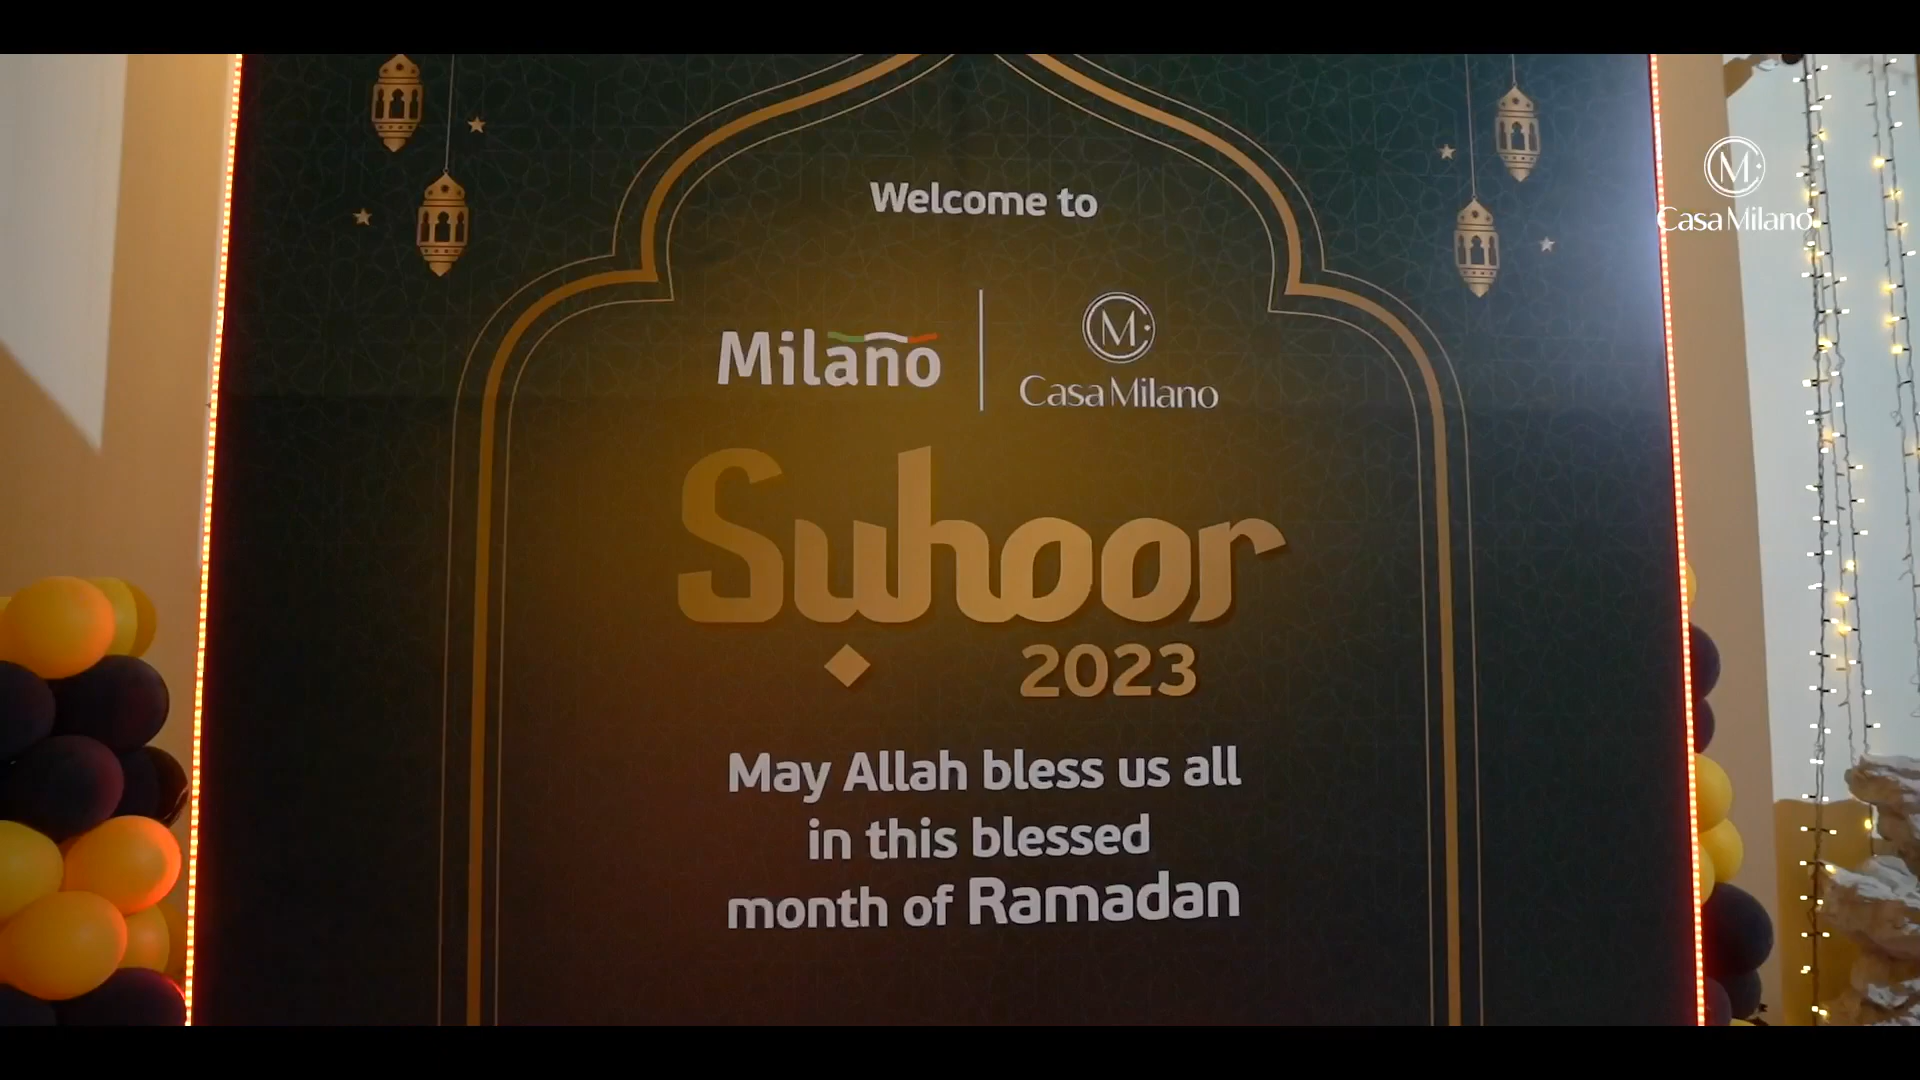 Welcome to
Milano
M
Casa Milano
Suhoor
2023
May Allah bless us all
in this blessed
month of Ramadan
M
Casa Milano